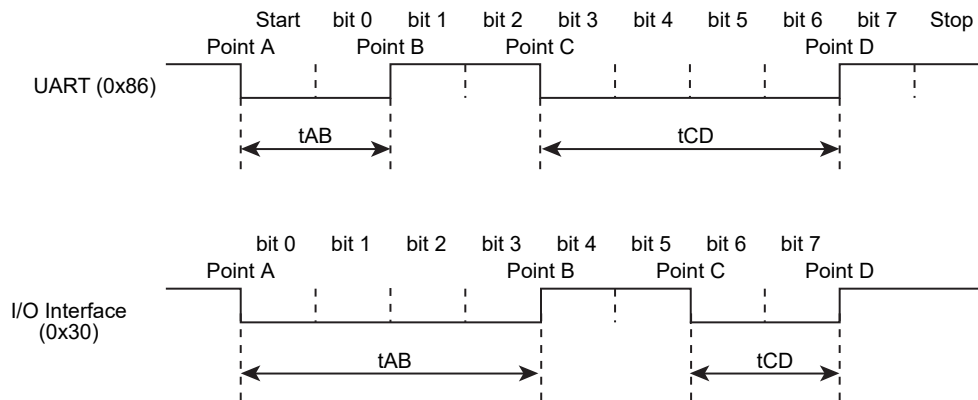 Start bit 0 bit 1 bit 2 bit 3 bit 4 bit 5 bit 6 bit 7 Stop
Point A Point B Point C Point D
UART (0x86)
tAB tCD
bit 0 bit 1 bit 2 bit 3 bit 4 bit 5 bit 6 bit 7
Point A Point B Point C Point D
I/O Interface
(0x30)
tAB tCD